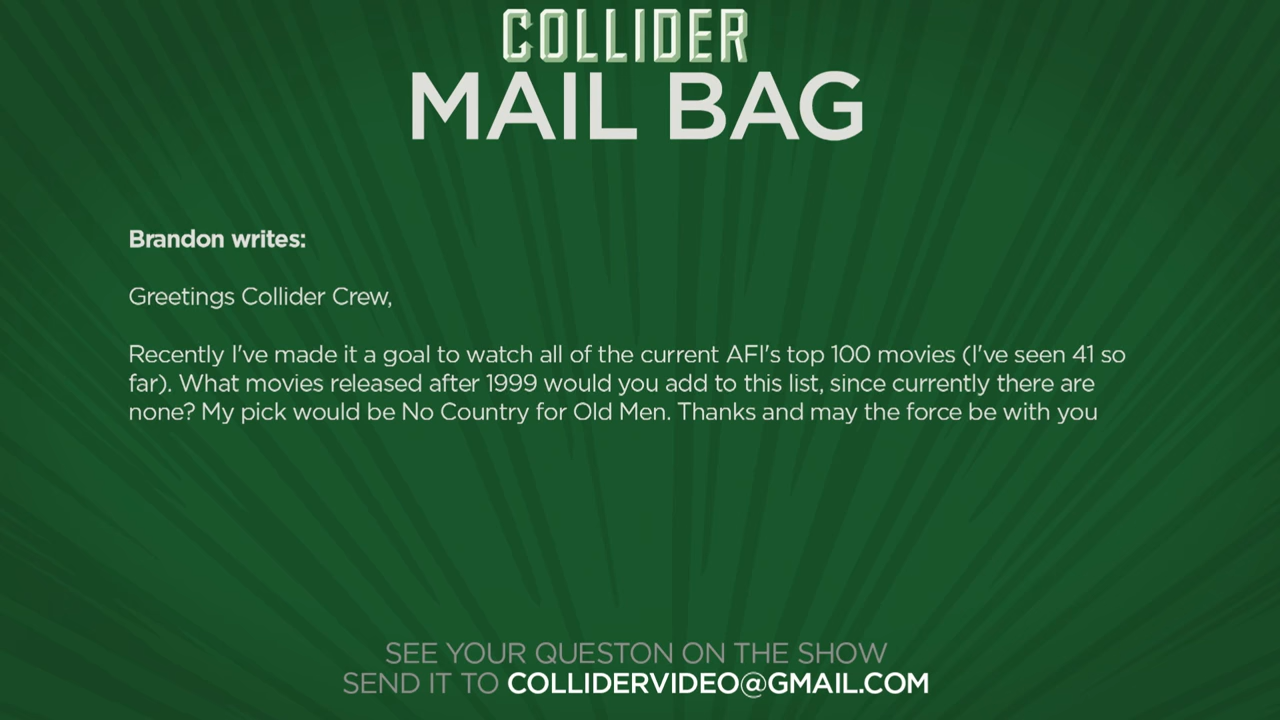 COLLIDER
MAIL BAG
Brandon writes:
Greetings Collider Crew,
Recently I've made it a goal to watch all of the current AFI's top 100 movies (I've seen 41 so
far). What movies released after 1999 would you add to this list, since currently there are
none? My pick would be No Country for Old Men. Thanks and may the force be with you
SEE YOUR QUESTON ON THE SHOW
SEND IT TO COLLIDERVIDEO@GMAIL.COM